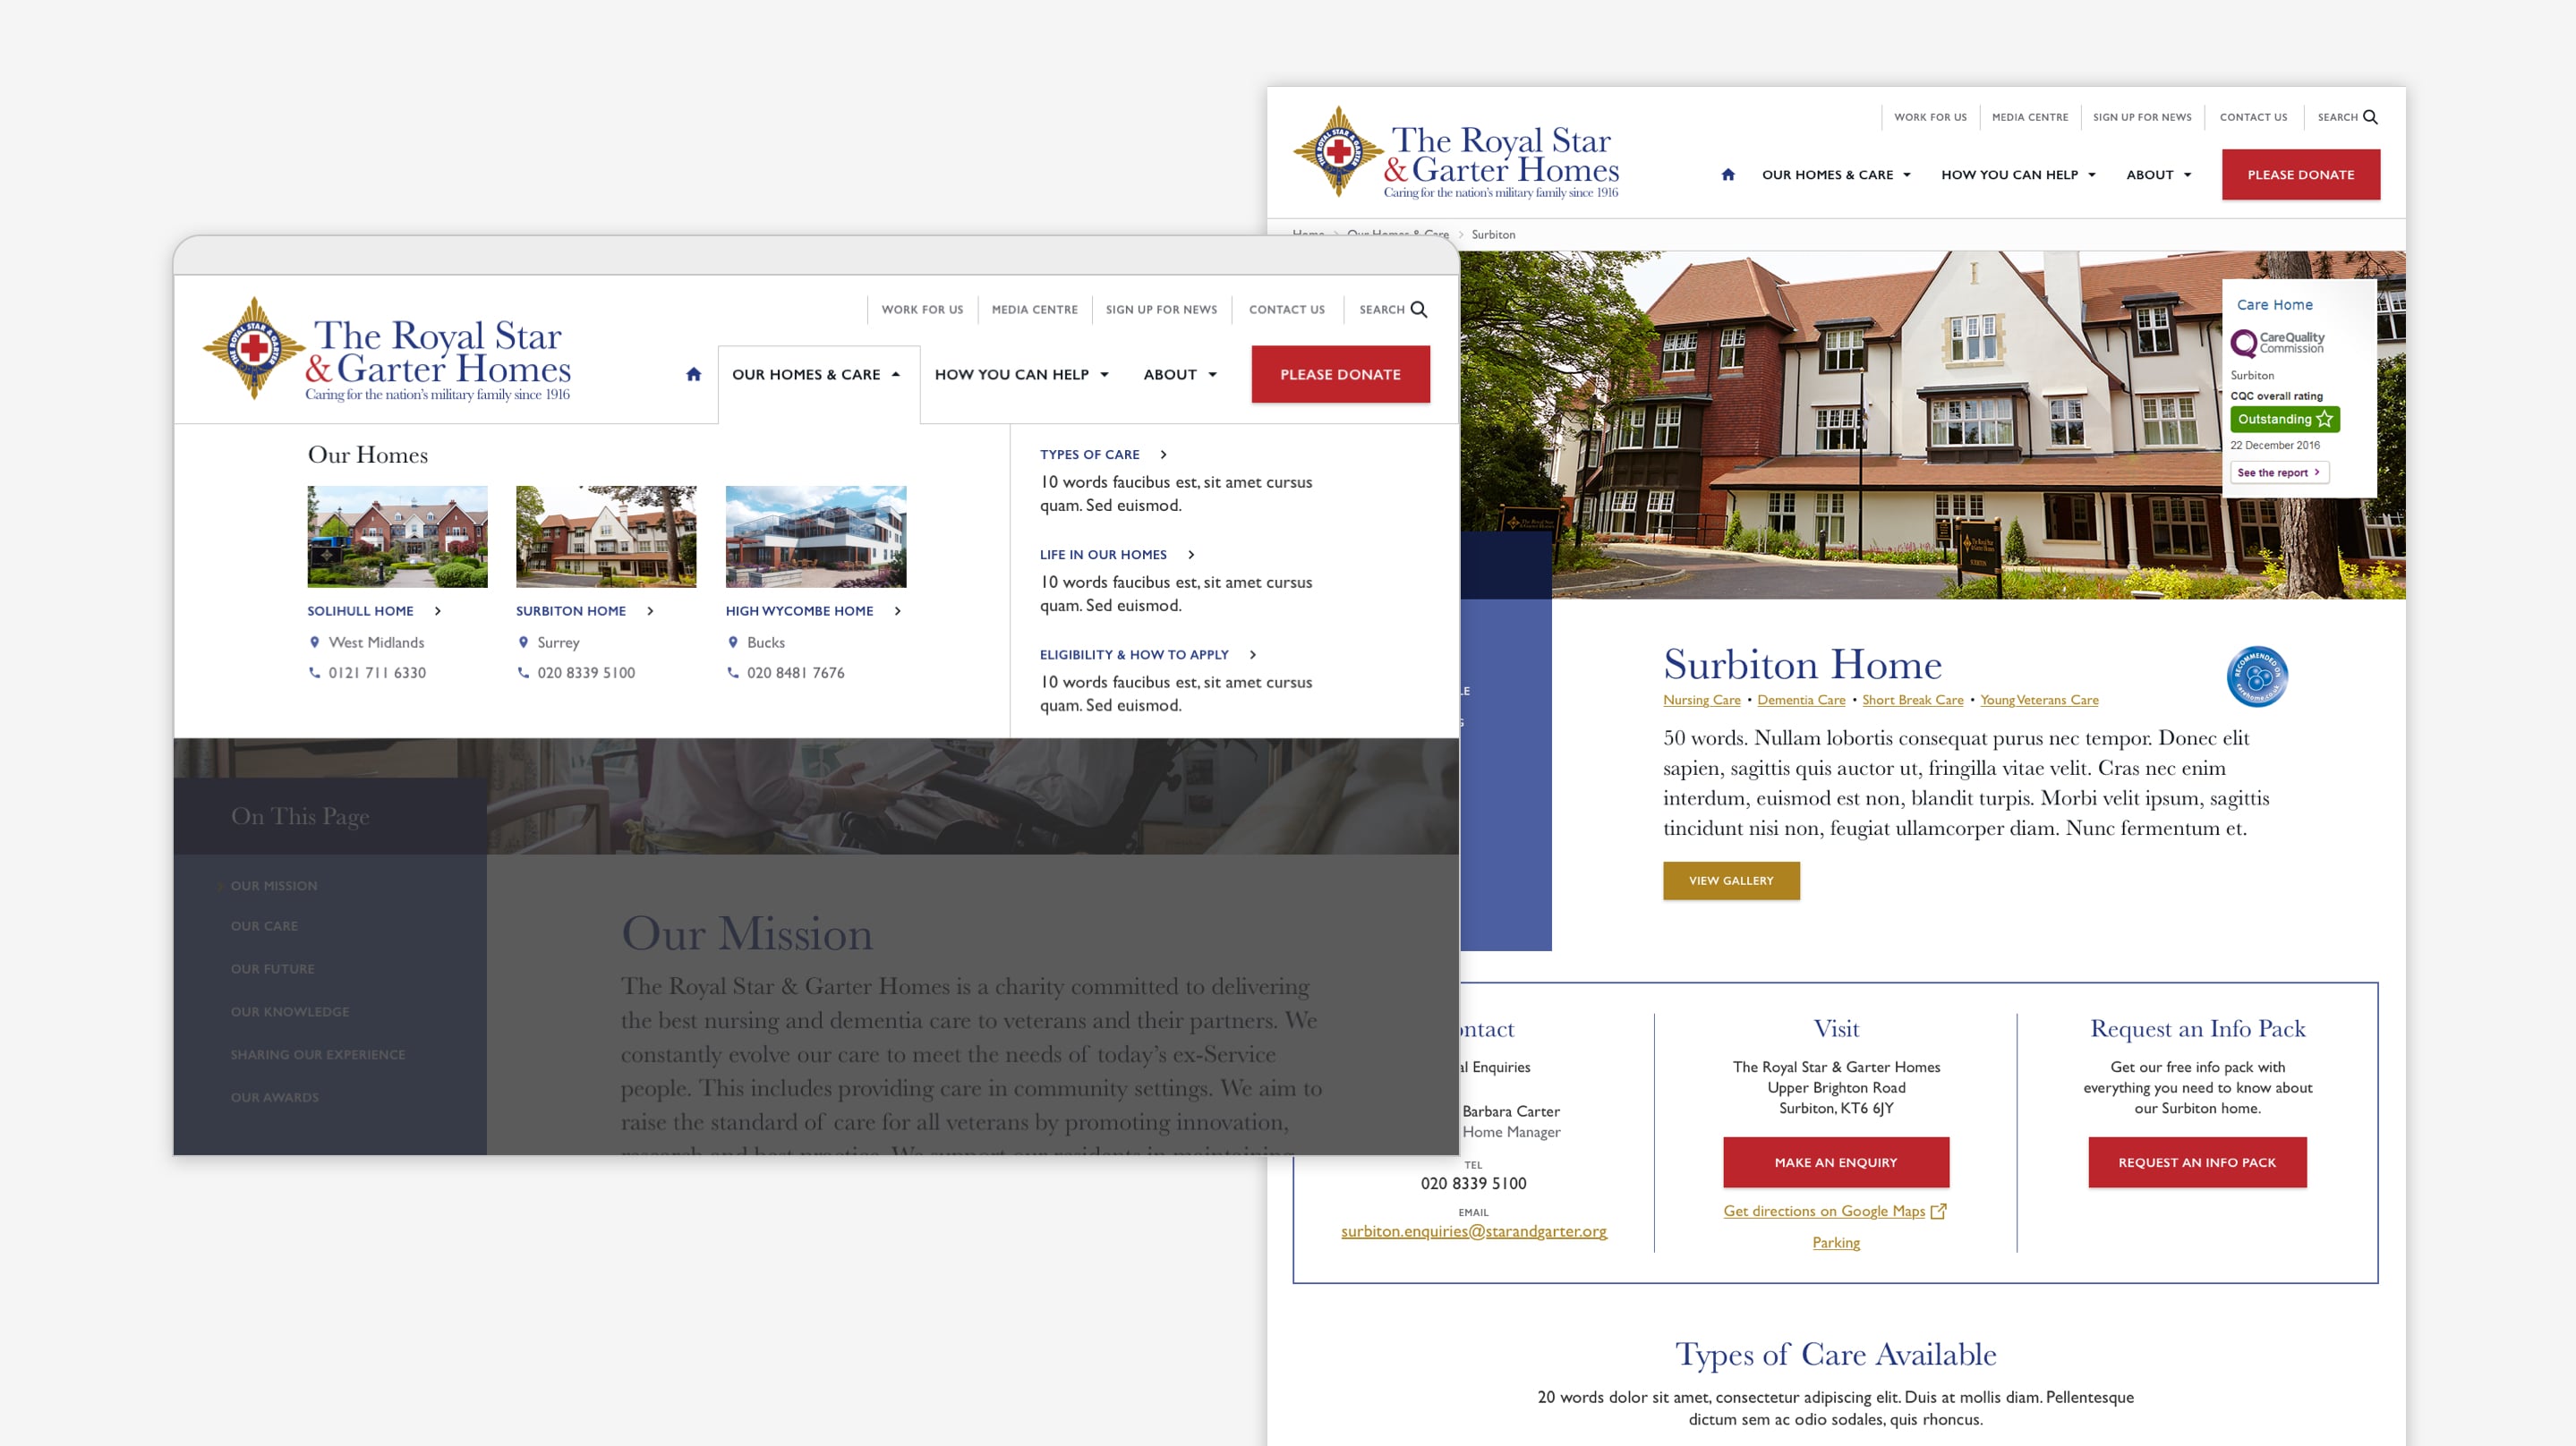 The Royal Star
& Garter Homes
Caring for the nation's military family since 1916
WORK FOR US
MEDIA CENTRE
SIGN UP FOR NEWS
CONTACT US
SEARCH
OUR HOMES & CARE
HOW YOU CAN HELP
ABOUT
PLEASE DONATE
Our Homes
SOLIHULL HOME
West Midlands
0121 711 6330
SURBITON HOME
Surrey
020 8339 5100
HIGH WYCOMBE HOME
Bucks
020 8481 7676
TYPES OF CARE
10 words faucibus est, sit amet cursus
quam. Sed euismod.
LIFE IN OUR HOMES
10 words faucibus est, sit amet cursus
quam. Sed euismod.
ELIGIBILITY & HOW TO APPLY
10 words faucibus est, sit amet cursus
quam. Sed euismod.
On This Page
OUR MISSION
OUR CARE
OUR FUTURE
OUR KNOWLEDGE
SHARING OUR EXPERIENCE
OUR AWARDS
Our Mission
The Royal Star & Garter Homes is a charity committed to delivering
the best nursing and dementia care to veterans and their partners. We
constantly evolve our care to meet the needs of today's ex-Service
people. This includes providing care in community settings. We aim to
raise the standard of care for all veterans by promoting innovation,
research and best practice. We support our residents in maintaining
The Royal Star
& Garter Homes
Caring for the nation's military family since 1916
WORK FOR US
MEDIA CENTRE
SIGN UP FOR NEWS
CONTACT US
SEARCH
OUR HOMES & CARE
HOW YOU CAN HELP
ABOUT
PLEASE DONATE
Home > Our Homes & Care > Surbiton
Care Home
CareQuality
Commission
Surbiton
CQC overall rating
Outstanding
22 December 2016
See the report >
Surbiton Home
Nursing Care • Dementia Care • Short Break Care • Young Veterans Care
RECOMMENDED ON
carehome.co.uk
50 words. Nullam lobortis consequat purus nec tempor. Donec elit
sapien, sagittis quis auctor ut, fringilla vitae velit. Cras nec enim
interdum, euismod est non, blandit turpis. Morbi velit ipsum, sagittis
tincidunt nisi non, feugiat ullamcorper diam. Nunc fermentum et.
VIEW GALLERY
ntact
al Enquiries
Barbara Carter
Home Manager
TEL
020 8339 5100
EMAIL
surbiton.enquiries@starandgarter.org
Visit
The Royal Star & Garter Homes
Upper Brighton Road
Surbiton, KT6 6JY
MAKE AN ENQUIRY
Get directions on Google Maps
Parking
Request an Info Pack
Get our free info pack with
everything you need to know about
our Surbiton home.
REQUEST AN INFO PACK
Types of Care Available
20 words dolor sit amet, consectetur adipiscing elit. Duis at mollis diam. Pellentesque
dictum sem ac odio sodales, quis rhoncus.